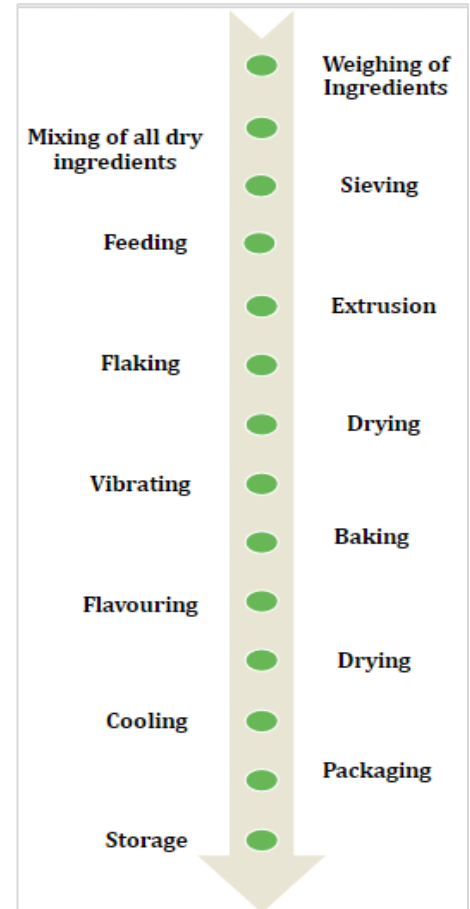 Weighing of
Ingredients
Mixing of all dry
ingredients
Sieving
Feeding
Extrusion
Flaking
Drying
Vibrating
Baking
Flavouring
Drying
Cooling
Packaging
Storage